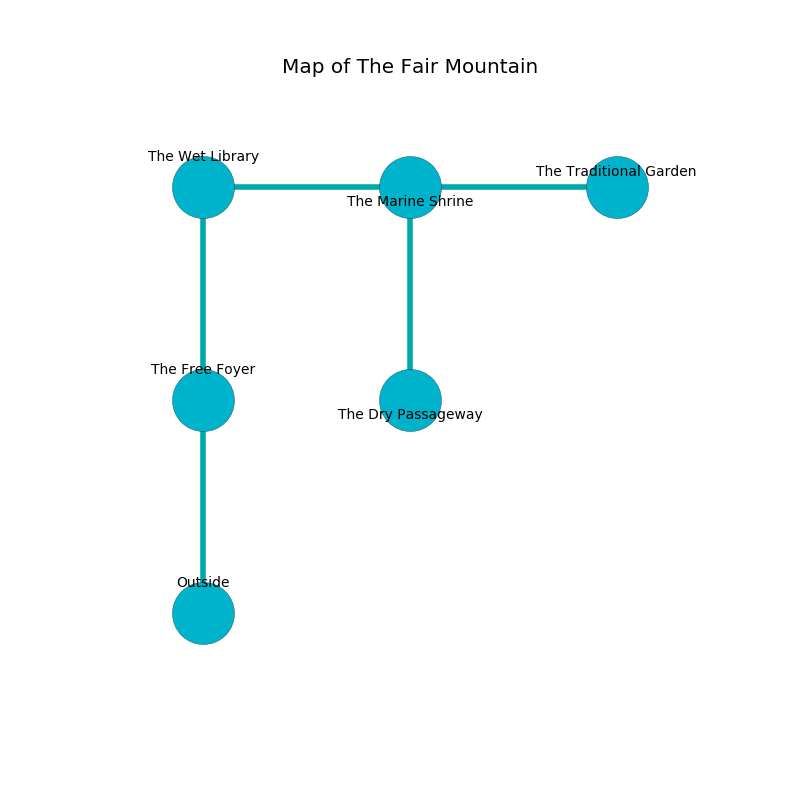 Map of The Fair Mountain
The Wet Library
The Traditional Garden
The Marine Shrine
The Free Foyer
The Dry Passageway
Outside